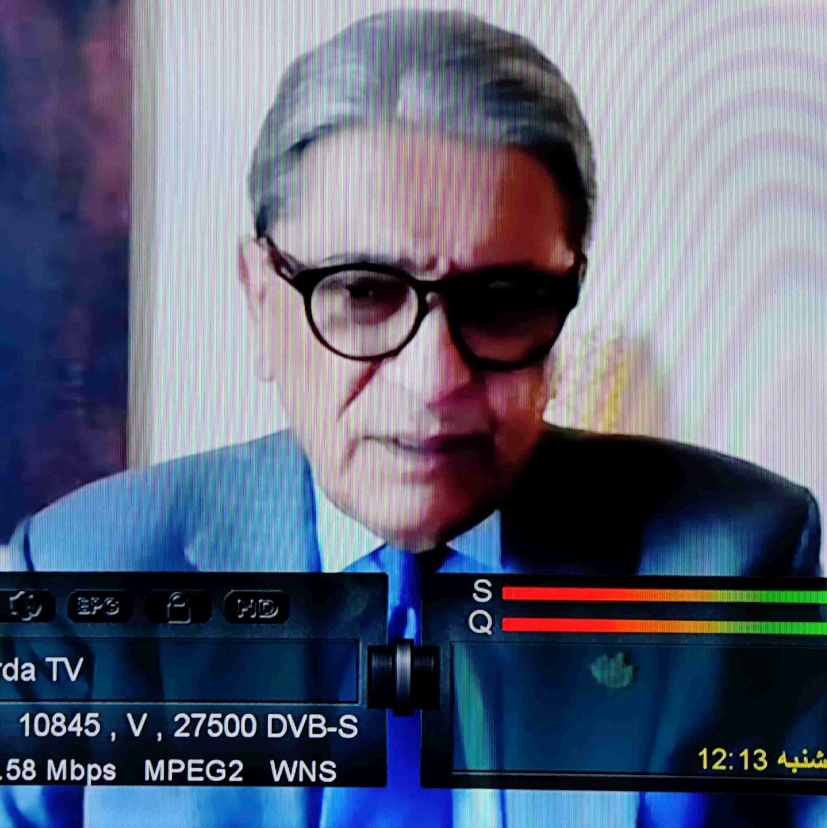 EPG HD
S
Q
rda TV
10845 , V , 27500 DVB-S
.58 Mbps MPEG2 WNS
12:13 شنبه